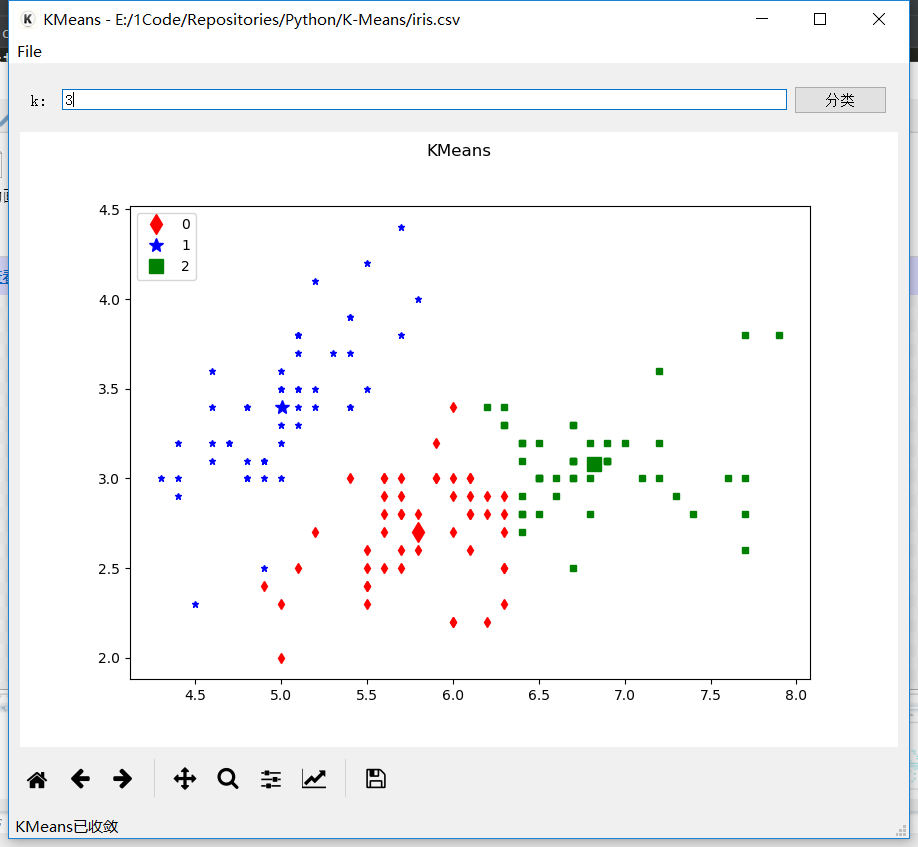 KMeans - E:/1Code/Repositories/Python/K-Means/iris.csv
File
k: 3 分类
KMeans
0
1
2
4.5
4.0
3.5
3.0
2.5
2.0
4.5 5.0 5.5 6.0 6.5 7.0 7.5 8.0
KMeans已收敛